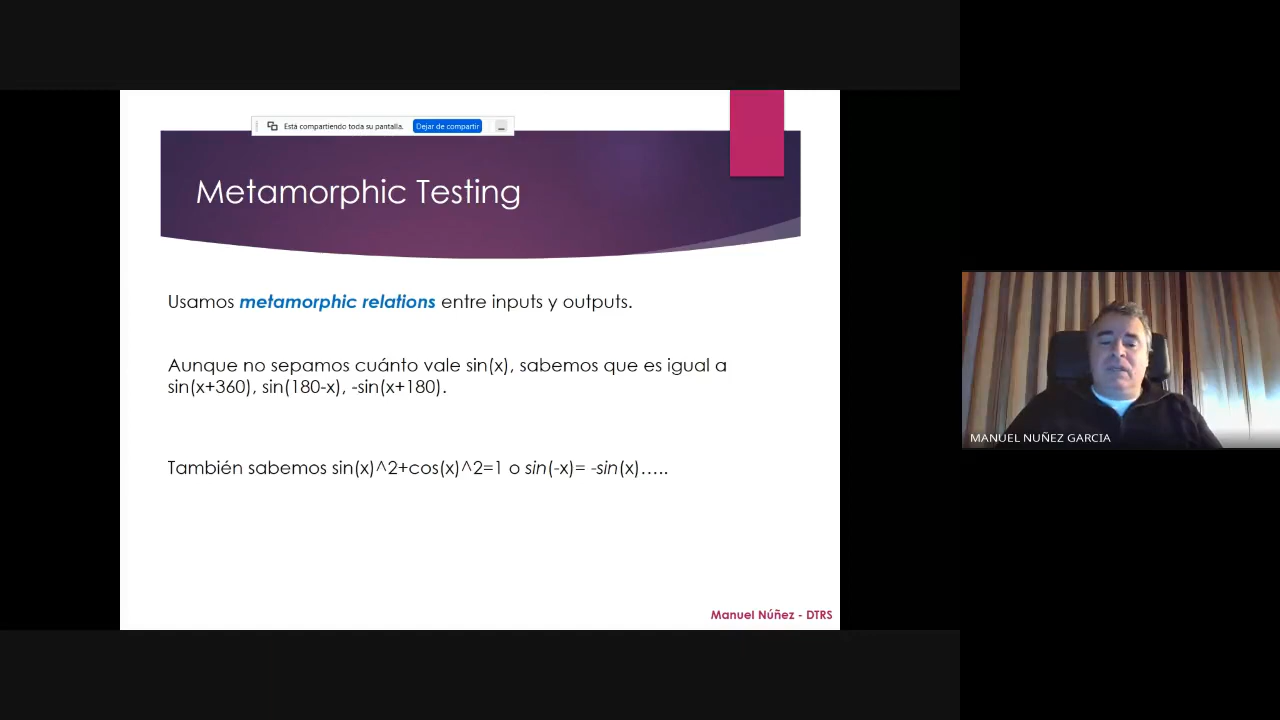 Está compartiendo toda su pantalla. Dejar de compartir
Metamorphic Testing
Usamos metamorphic relations entre inputs y outputs.
Aunque no sepamos cuánto vale sin(x), sabemos que es igual a
sin(x+360), sin(180-x), -sin(x+180).
También sabemos sin(x)^2+cos(x)^2=1 o sin(-x)= -sin(x)…..
MANUEL NUÑEZ GARCIA
Manuel Núñez - DTRS